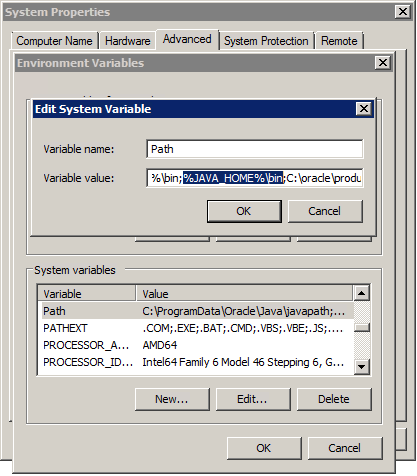 System Properties
Computer Name Hardware Advanced System Protection Remote
Environment Variables
Edit System Variable
Variable name: Path
Variable value: %\bin;%JAVA_HOME%\bin;C:\oracle\produ
OK Cancel
System variables
Variable Value
Path C:\ProgramData\Oracle\Java\javapath;...
PATHEXT .COM;.EXE;.BAT;.CMD;.VBS;.VBE;.JS;....
PROCESSOR_A... AMD64
PROCESSOR_ID... Intel64 Family 6 Model 46 Stepping 6, G...
New... Edit... Delete
OK Cancel